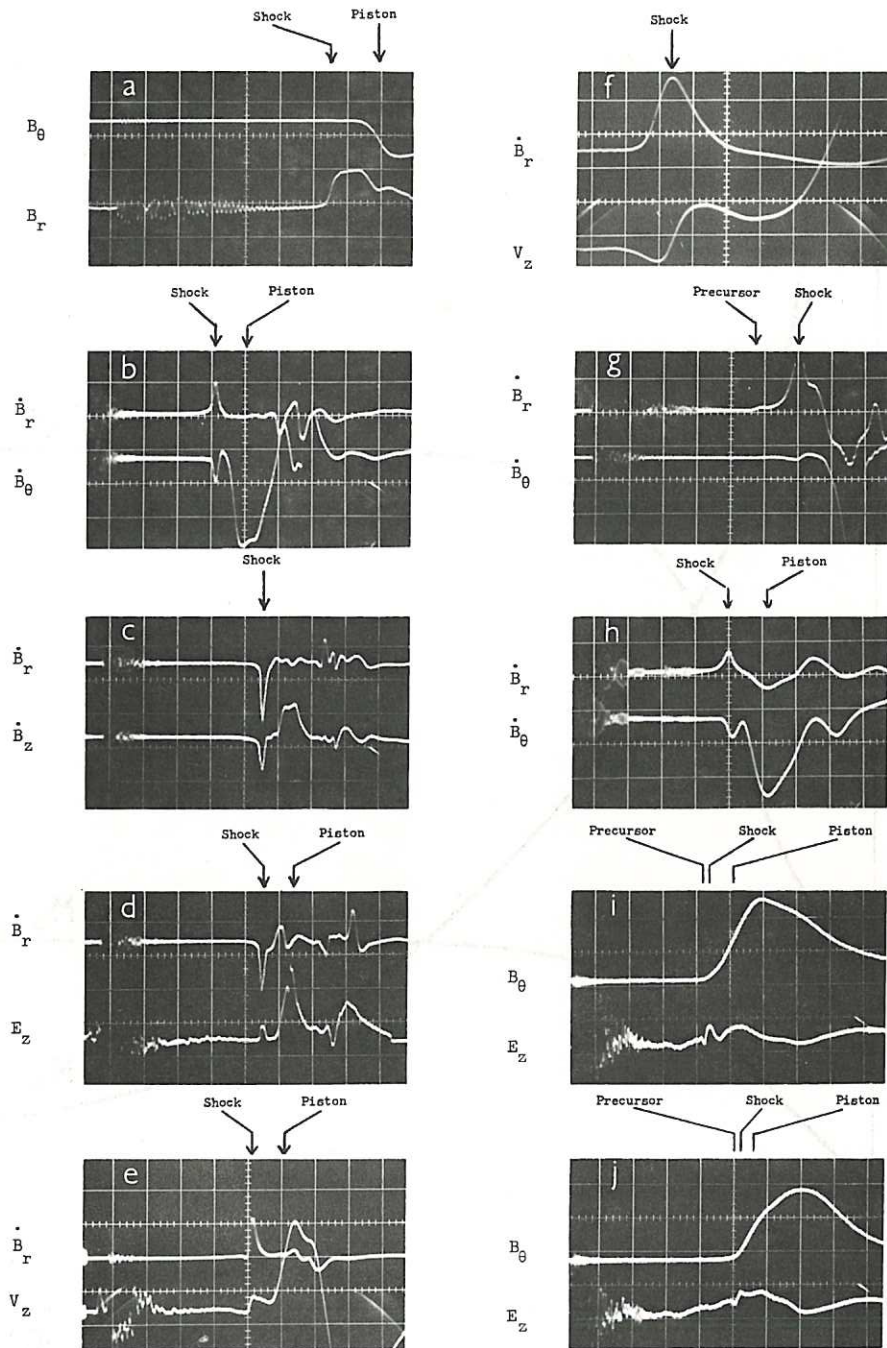 Shock Piston
a
B_θ
B_r
Shock Piston
b
Ḃ_r
Ḃ_θ
Shock
c
Ḃ_r
Ḃ_z
Shock Piston
d
Ḃ_r
E_z
Shock Piston
e
Ḃ_r
V_z
Shock
f
Ḃ_r
V_z
Precursor Shock
g
Ḃ_r
Ḃ_θ
Shock Piston
h
Ḃ_r
Ḃ_θ
Precursor Shock Piston
i
B_θ
E_z
Precursor Shock Piston
j
B_θ
E_z